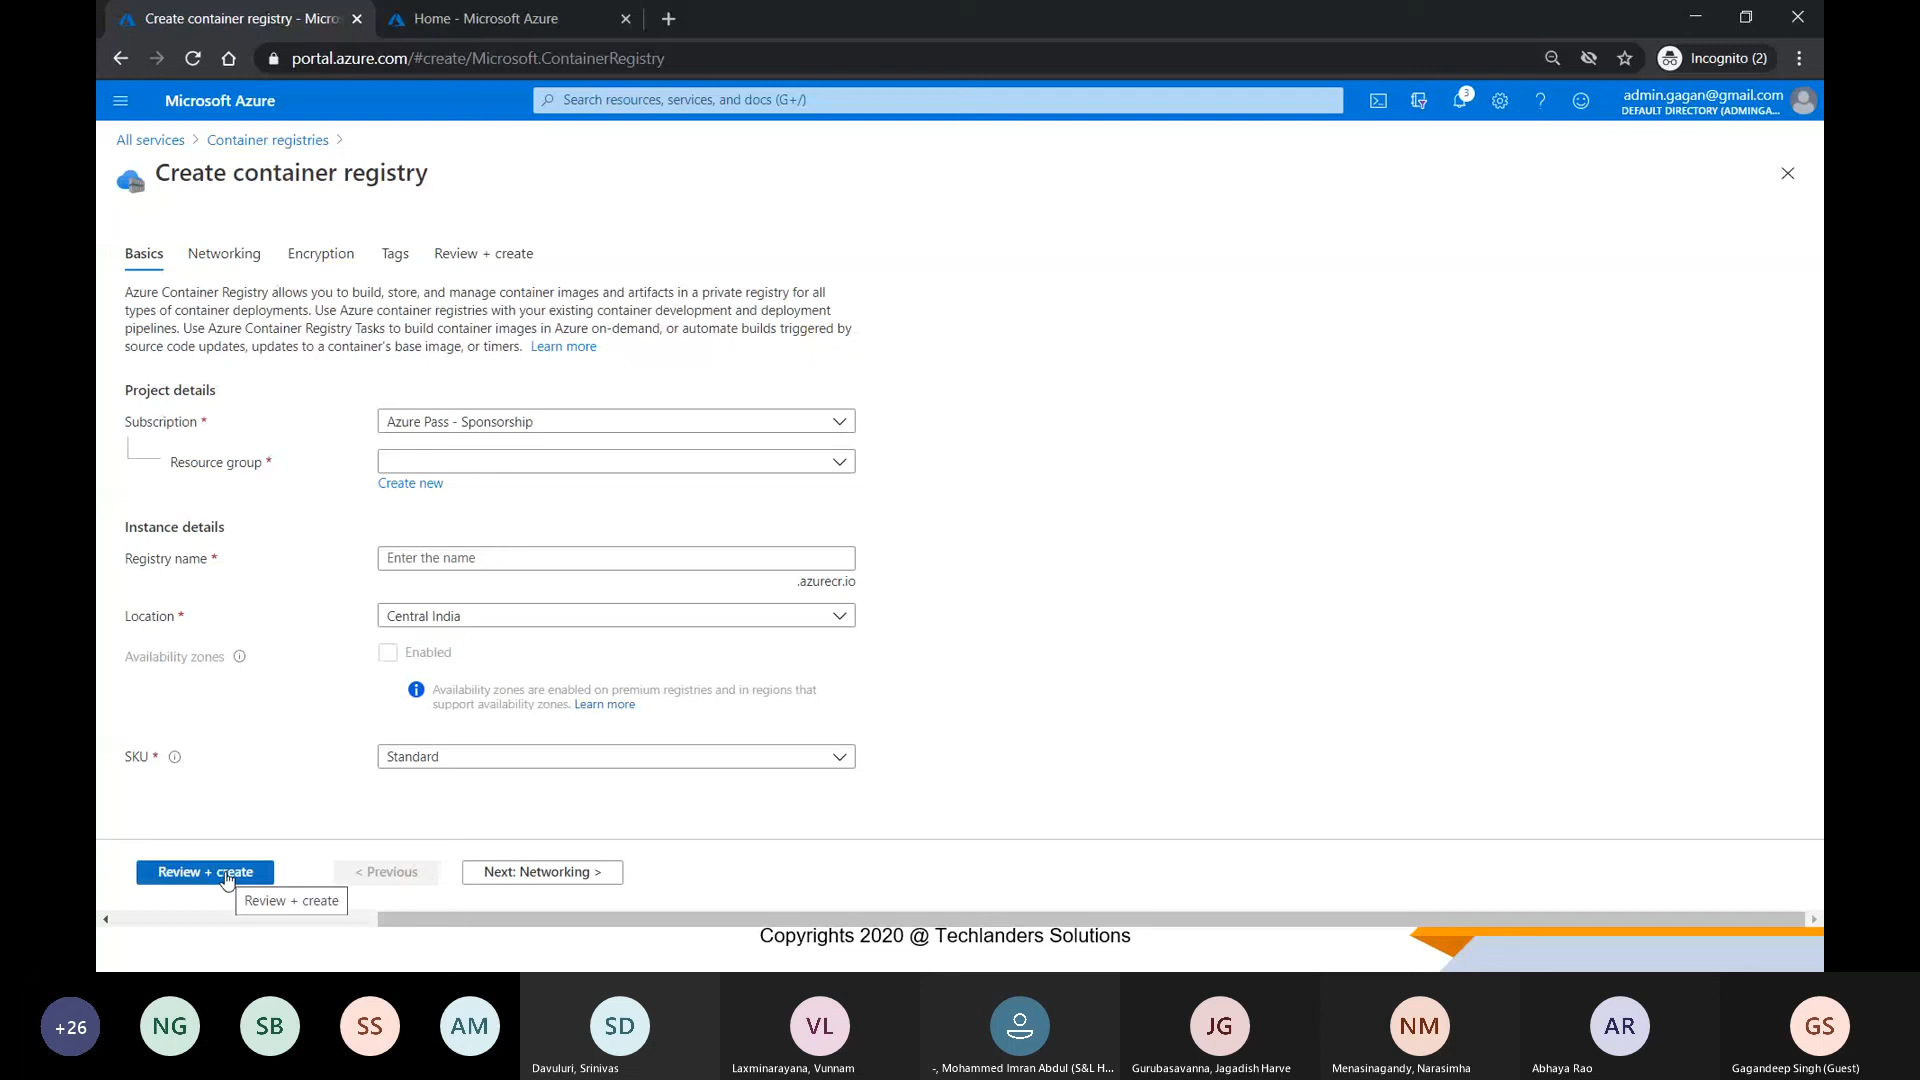 Create container registry - Micro
Home - Microsoft Azure
portal.azure.com/#create/Microsoft.ContainerRegistry
Incognito (2)
Microsoft Azure
Search resources, services, and docs (G+/)
3
admin.gagan@gmail.com
DEFAULT DIRECTORY (ADMINGA...
All services > Container registries >
Create container registry
Basics
Networking
Encryption
Tags
Review + create
Azure Container Registry allows you to build, store, and manage container images and artifacts in a private registry for all
types of container deployments. Use Azure container registries with your existing container development and deployment
pipelines. Use Azure Container Registry Tasks to build container images in Azure on-demand, or automate builds triggered by
source code updates, updates to a container's base image, or timers. Learn more
Project details
Subscription *
Azure Pass - Sponsorship
Resource group *
Create new
Instance details
Registry name *
Enter the name
.azurecr.io
Location *
Central India
Availability zones
Enabled
Availability zones are enabled on premium registries and in regions that
support availability zones. Learn more
SKU *
Standard
Review + create
< Previous
Next: Networking >
Review + create
Copyrights 2020 @ Techlanders Solutions
+26
NG
SB
SS
AM
SD
VL
JG
NM
AR
GS
Davuluri, Srinivas
Laxminarayana, Vunnam
-, Mohammed Imran Abdul (S&L H...
Gurubasavanna, Jagadish Harve
Menasinagandy, Narasimha
Abhaya Rao
Gagandeep Singh (Guest)